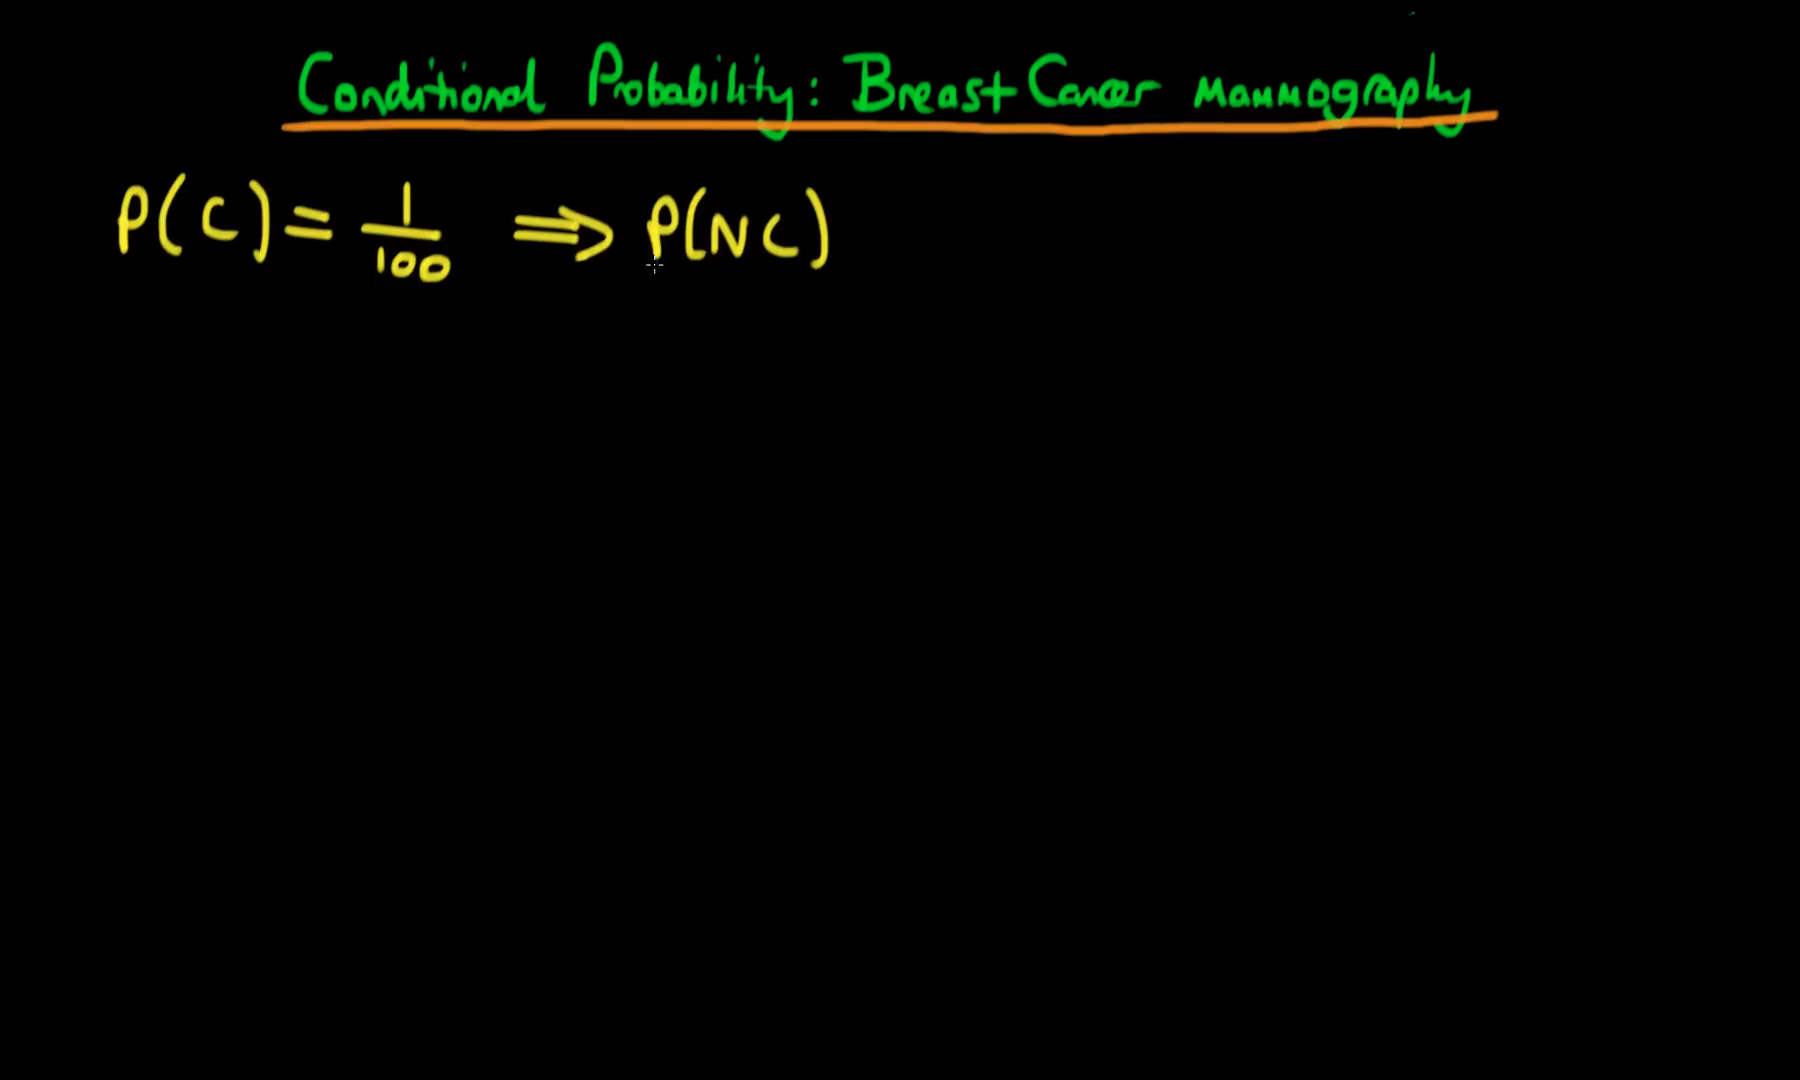 Conditional Probability: Breast Cancer Mammography
P(C) = 1/100 ⇒ P(NC)